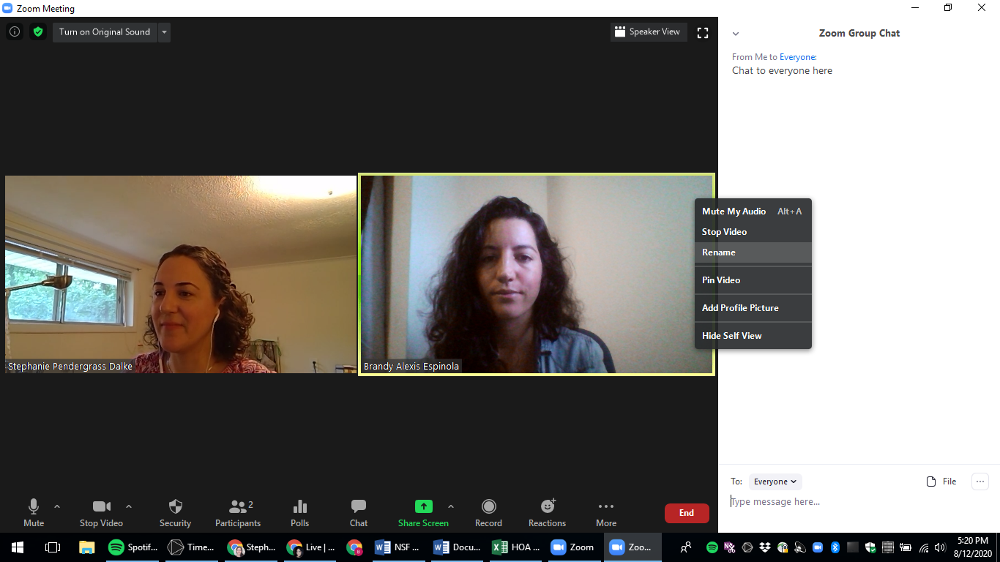 Zoom Meeting
Turn on Original Sound
Speaker View
Zoom Group Chat
From Me to Everyone:
Chat to everyone here
Mute My Audio Alt+A
Stop Video
Rename
Pin Video
Add Profile Picture
Hide Self View
Stephanie Pendergrass Dalke
Brandy Alexis Espinola
To: Everyone
File
Type message here...
2
Mute
Stop Video
Security
Participants
Polls
Chat
Share Screen
Record
Reactions
More
End
Spotif...
Time...
Steph...
Live | ...
NSF ...
Docu...
HOA ...
Zoom
Zoo...
5:20 PM
8/12/2020